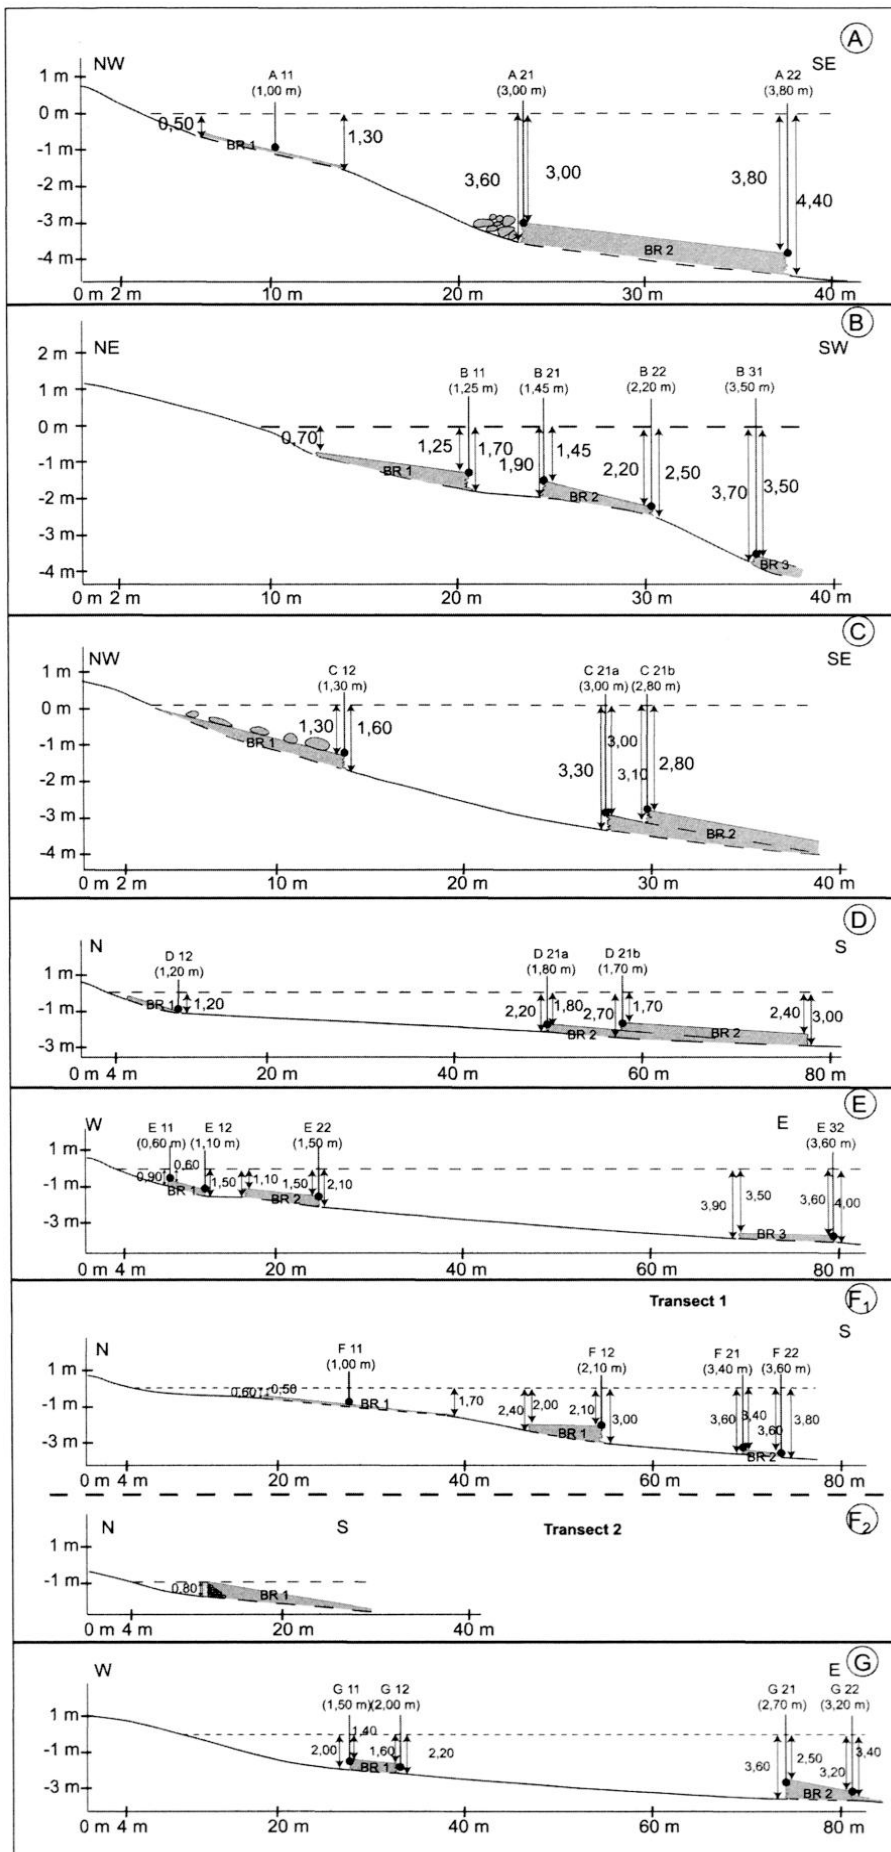 A
NW
SE
A 11
(1,00 m)
A 21
(3,00 m)
A 22
(3,80 m)
1 m
0 m
-1 m
-2 m
-3 m
-4 m
0,50
BR 1
1,30
3,60
3,00
BR 2
3,80
4,40
0 m 2 m 10 m 20 m 30 m 40 m
B
NE
SW
B 11
(1,25 m)
B 21
(1,45 m)
B 22
(2,20 m)
B 31
(3,50 m)
2 m
1 m
0 m
-1 m
-2 m
-3 m
-4 m
0,70
BR 1
1,25
1,70
1,90
1,45
BR 2
2,20
2,50
3,70
3,50
BR 3
0 m 2 m 10 m 20 m 30 m 40 m
C
NW
SE
C 12
(1,30 m)
C 21a
(3,00 m)
C 21b
(2,80 m)
1 m
0 m
-1 m
-2 m
-3 m
-4 m
BR 1
1,30
1,60
3,30
3,00
3,10
2,80
BR 2
0 m 2 m 10 m 20 m 30 m 40 m
D
N
S
D 12
(1,20 m)
D 21a
(1,80 m)
D 21b
(1,70 m)
1 m
-1 m
-3 m
BR 1
1,20
2,20
1,80
BR 2
2,70
1,70
BR 2
2,40
3,00
0 m 4 m 20 m 40 m 60 m 80 m
E
W
E
E 11
(0,60 m)
E 12
(1,10 m)
E 22
(1,50 m)
E 32
(3,60 m)
1 m
-1 m
-3 m
0,90
0,60
BR 1
1,50
1,10
BR 2
1,50
2,10
3,90
3,50
BR 3
3,60
4,00
0 m 4 m 20 m 40 m 60 m 80 m
Transect 1
F1
N
S
F 11
(1,00 m)
F 12
(2,10 m)
F 21
(3,40 m)
F 22
(3,60 m)
1 m
-1 m
-3 m
0,60
0,50
BR 1
1,70
2,40
2,00
BR 1
2,10
3,00
3,60
3,40
BR 2
3,60
3,80
0 m 4 m 20 m 40 m 60 m 80 m
N
S
Transect 2
F2
1 m
-1 m
0,80
BR 1
0 m 4 m 20 m 40 m
G
W
E
G 11
(1,50 m)
G 12
(2,00 m)
G 21
(2,70 m)
G 22
(3,20 m)
1 m
-1 m
-3 m
2,00
1,40
BR 1
1,60
2,20
3,60
2,50
BR 2
3,20
3,40
0 m 4 m 20 m 40 m 60 m 80 m